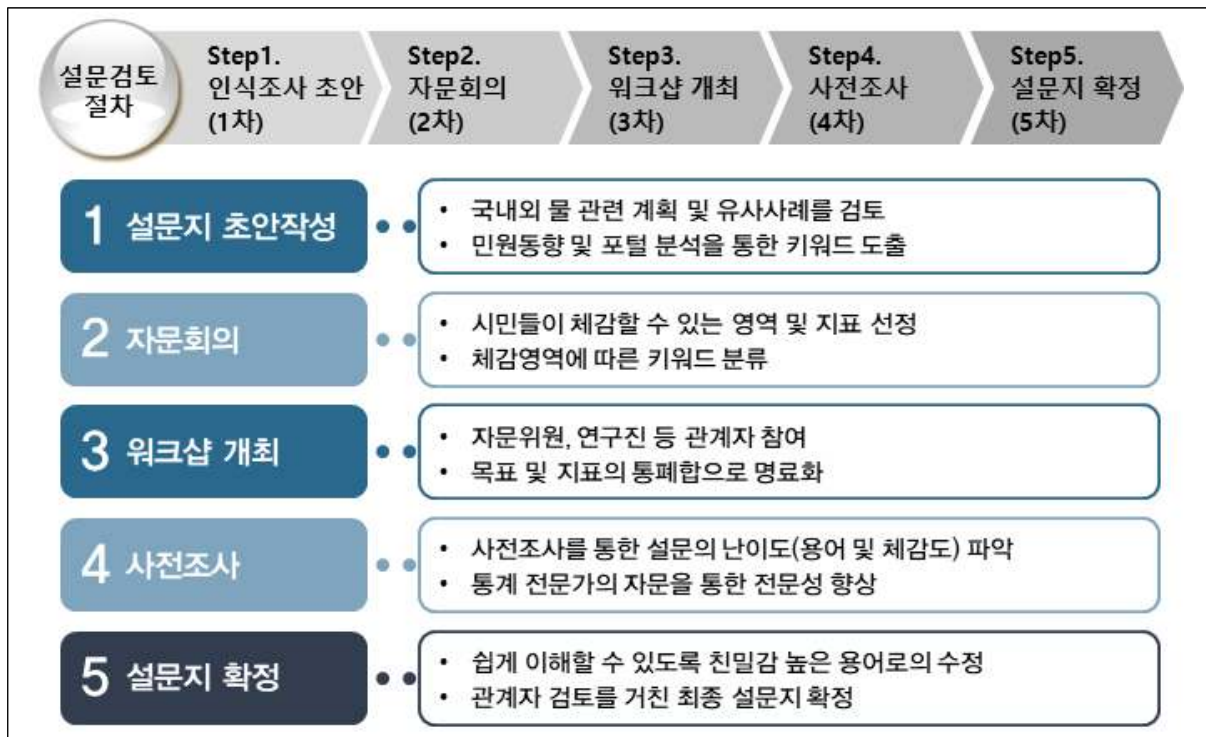 설문검토
절차
Step1.
인식조사 초안
(1차)
Step2.
자문회의
(2차)
Step3.
워크샵 개최
(3차)
Step4.
사전조사
(4차)
Step5.
설문지 확정
(5차)
1 설문지 초안작성
• 국내외 물 관련 계획 및 유사사례를 검토
• 민원동향 및 포털 분석을 통한 키워드 도출
2 자문회의
• 시민들이 체감할 수 있는 영역 및 지표 선정
• 체감영역에 따른 키워드 분류
3 워크샵 개최
• 자문위원, 연구진 등 관계자 참여
• 목표 및 지표의 통폐합으로 명료화
4 사전조사
• 사전조사를 통한 설문의 난이도(용어 및 체감도) 파악
• 통계 전문가의 자문을 통한 전문성 향상
5 설문지 확정
• 쉽게 이해할 수 있도록 친밀감 높은 용어로의 수정
• 관계자 검토를 거친 최종 설문지 확정